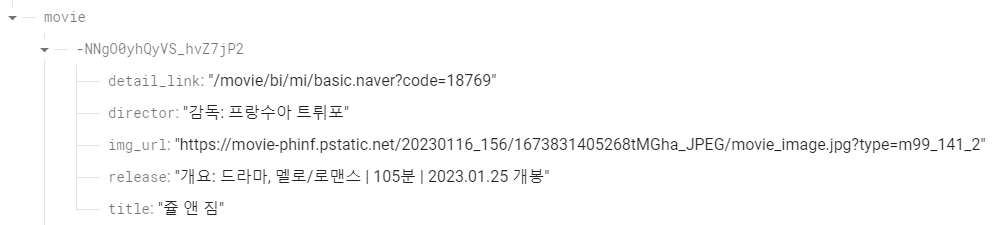 movie
-NNgO0yhQyVS_hvZ7jP2
detail_link: "/movie/bi/mi/basic.naver?code=18769"
director: "감독: 프랑수아 트뤼포"
img_url: "https://movie-phinf.pstatic.net/20230116_156/1673831405268tMGha_JPEG/movie_image.jpg?type=m99_141_2"
release: "개요: 드라마, 멜로/로맨스 | 105분 | 2023.01.25 개봉"
title: "쥴 앤 짐"